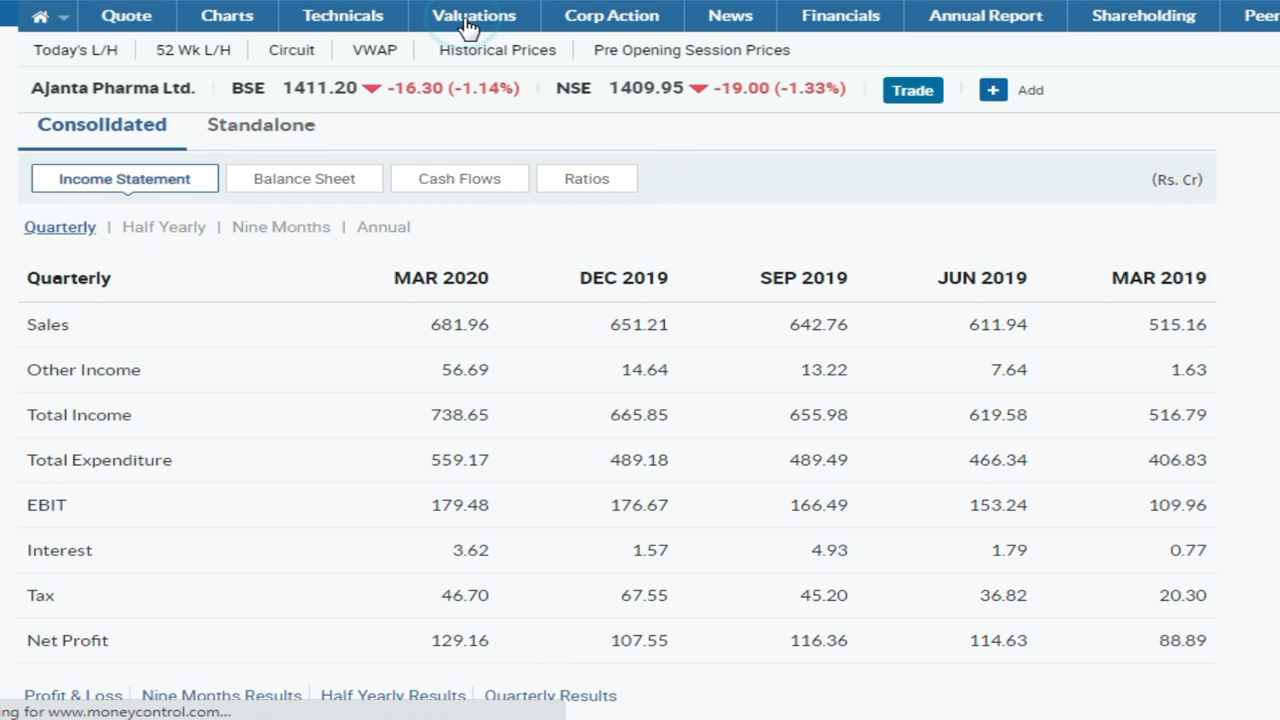 Quote Charts Technicals Valuations Corp Action News Financials Annual Report Shareholding Peer
Today's L/H 52 Wk L/H Circuit VWAP Historical Prices Pre Opening Session Prices
Ajanta Pharma Ltd. BSE 1411.20 -16.30 (-1.14%) NSE 1409.95 -19.00 (-1.33%) Trade + Add
Consolidated Standalone
Income Statement Balance Sheet Cash Flows Ratios (Rs. Cr)
Quarterly | Half Yearly | Nine Months | Annual
Quarterly MAR 2020 DEC 2019 SEP 2019 JUN 2019 MAR 2019
Sales 681.96 651.21 642.76 611.94 515.16
Other Income 56.69 14.64 13.22 7.64 1.63
Total Income 738.65 665.85 655.98 619.58 516.79
Total Expenditure 559.17 489.18 489.49 466.34 406.83
EBIT 179.48 176.67 166.49 153.24 109.96
Interest 3.62 1.57 4.93 1.79 0.77
Tax 46.70 67.55 45.20 36.82 20.30
Net Profit 129.16 107.55 116.36 114.63 88.89
Profit & Loss Nine Months Results Half Yearly Results Quarterly Results
ing for www.moneycontrol.com...